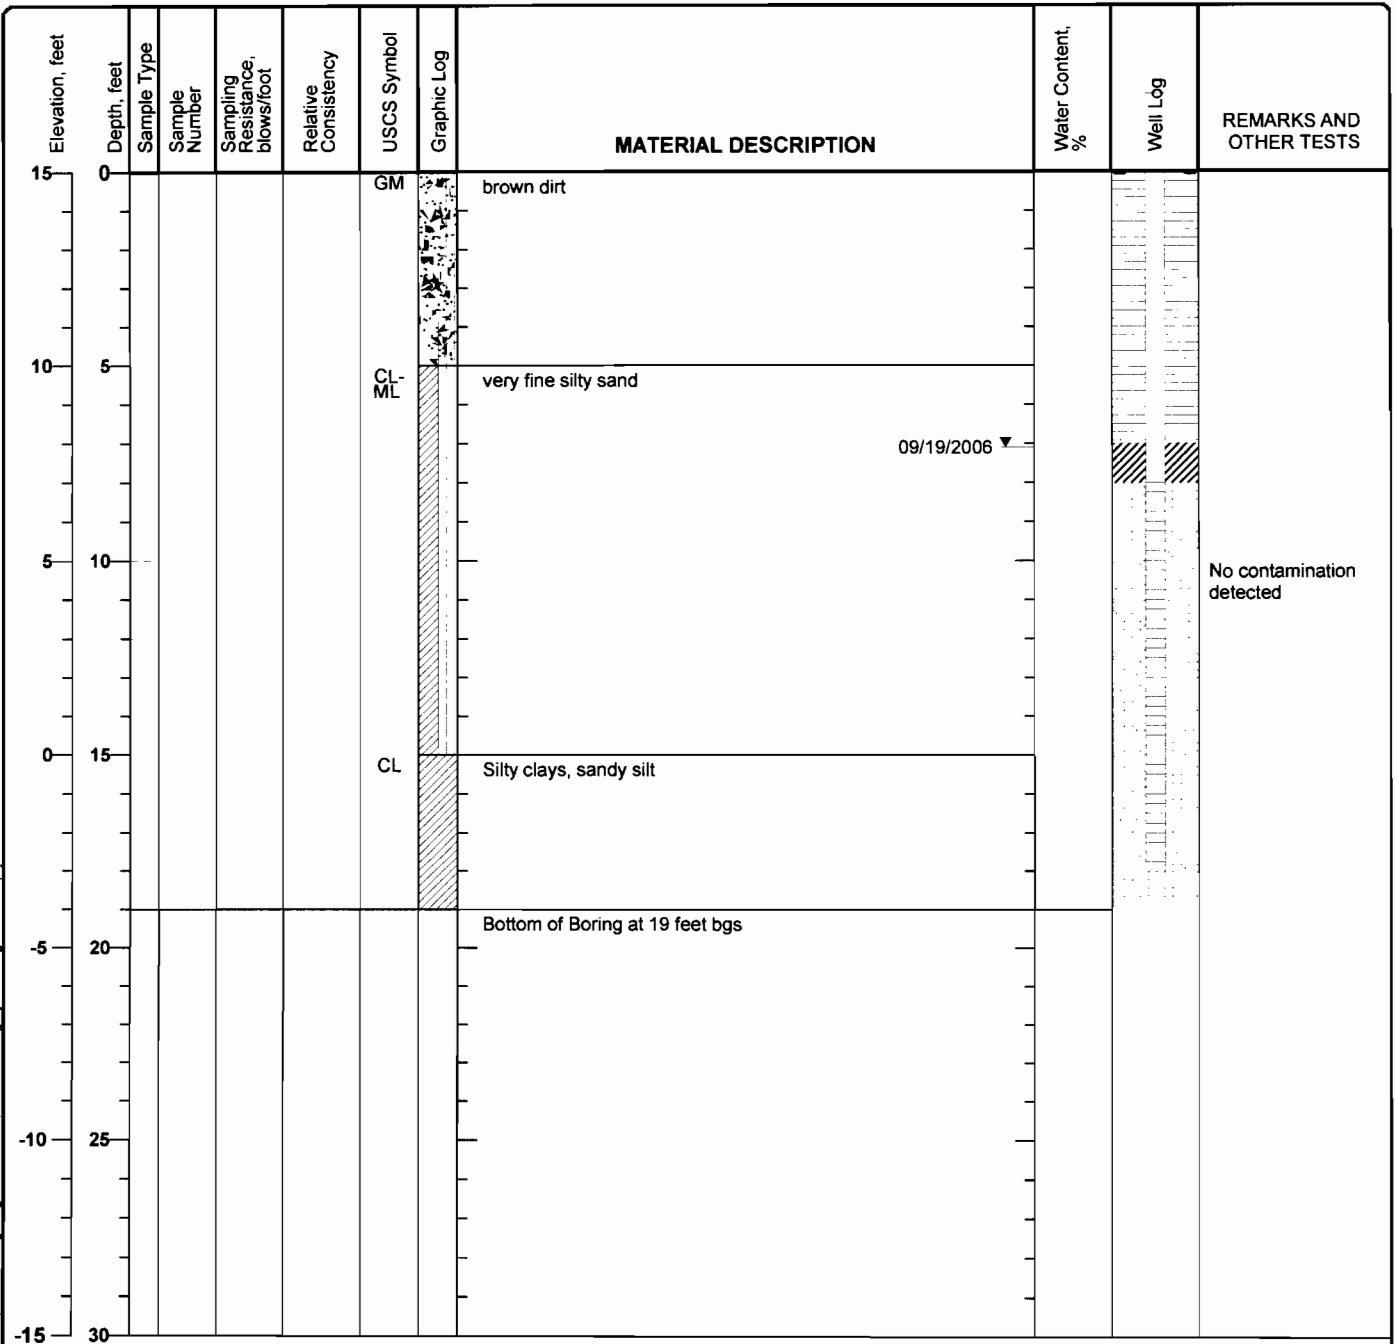 Elevation, feet
Depth, feet
Sample Type
Sample
Number
Sampling
Resistance,
blows/foot
Relative
Consistency
USCS Symbol
Graphic Log
MATERIAL DESCRIPTION
Water Content,
%
Well Log
REMARKS AND
OTHER TESTS
15
0
GM
brown dirt
10
5
CL-
ML
very fine silty sand
09/19/2006
5
10
No contamination
detected
0
15
CL
Silty clays, sandy silt
Bottom of Boring at 19 feet bgs
-5
20
-10
25
-15
30